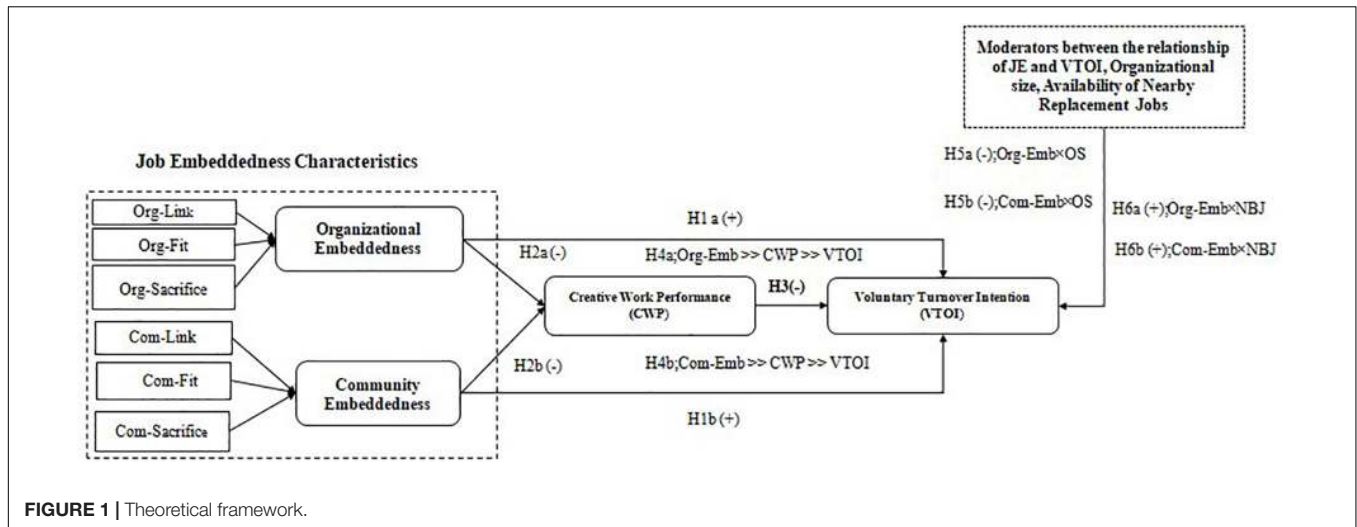 Moderators between the relationship
of JE and VTOI, Organizational
size, Availability of Nearby
Replacement Jobs
Job Embeddedness Characteristics
H5a (-);Org-Emb×OS
H5b (-);Com-Emb×OS
H6a (+);Org-Emb×NBJ
H6b (+);Com-Emb×NBJ
Org-Link
Org-Fit
Org-Sacrifice
Organizational
Embeddedness
H1a (+)
H2a(-)
H4a;Org-Emb>> CWP >> VTOI
Creative Work Performance
(CWP)
H3(-)
Voluntary Turnover Intention
(VTOI)
Com-Link
Com-Fit
Com-Sacrifice
Community
Embeddedness
H2b (-)
H4b;Com-Emb >> CWP >> VTOI
H1b (+)
FIGURE 1 | Theoretical framework.